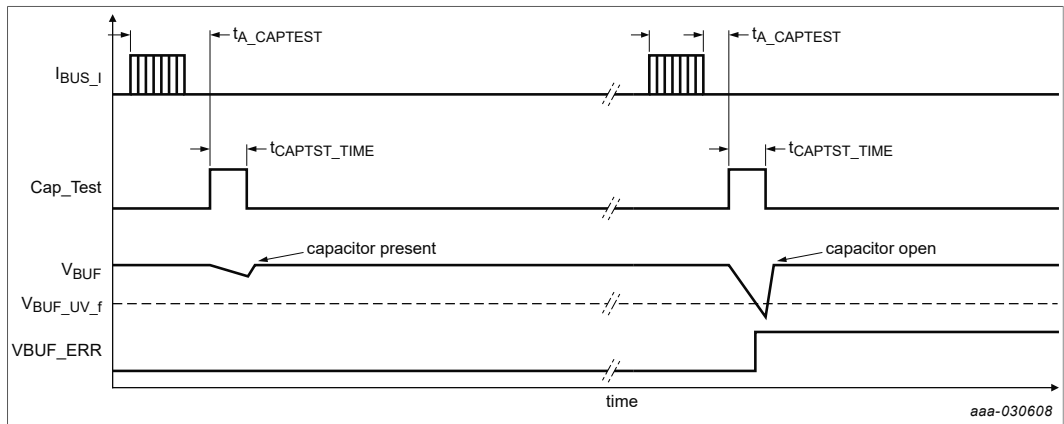 tA_CAPTEST
tA_CAPTEST
IBUS_I
tCAPTST_TIME
tCAPTST_TIME
Cap_Test
capacitor present
capacitor open
VBUF
VBUF_UV_f
VBUF_ERR
time
aaa-030608